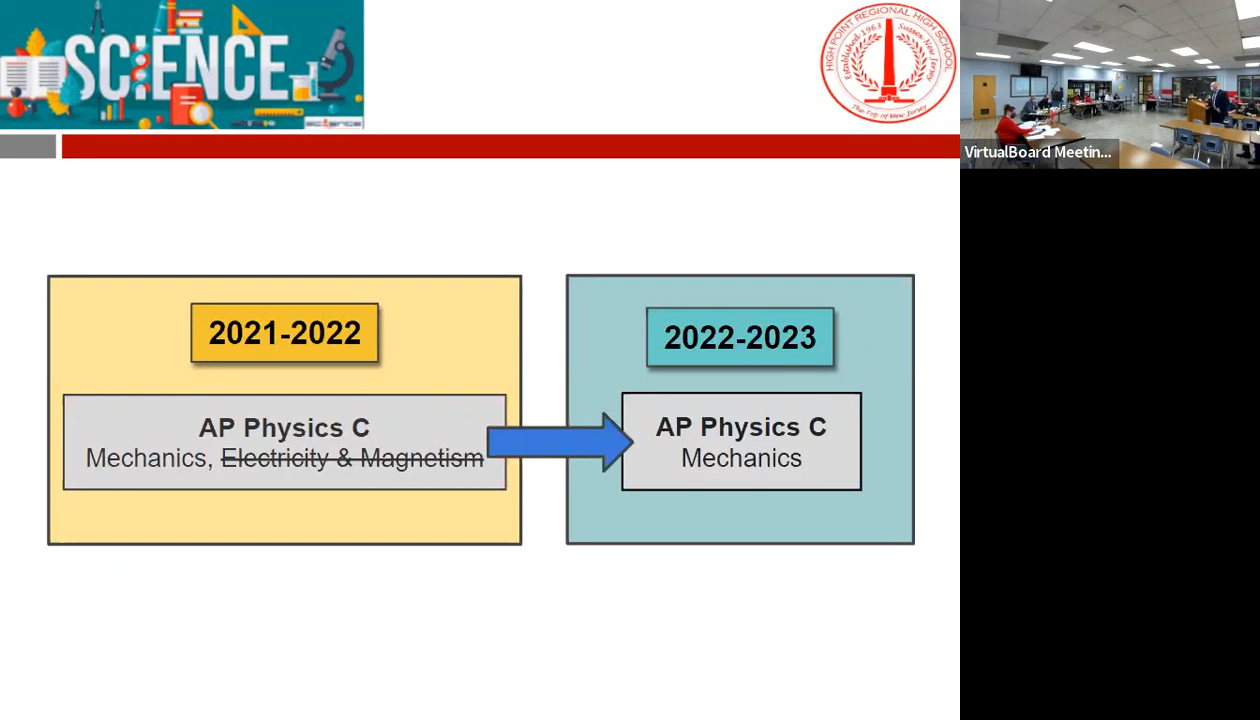 SCIENCE
science
HIGH POINT REGIONAL HIGH SCHOOL
Established-1963
Sussex, New Jersey
The Top of New Jersey
VirtualBoard Meetin...
2021-2022
AP Physics C
Mechanics, Electricity & Magnetism
2022-2023
AP Physics C
Mechanics